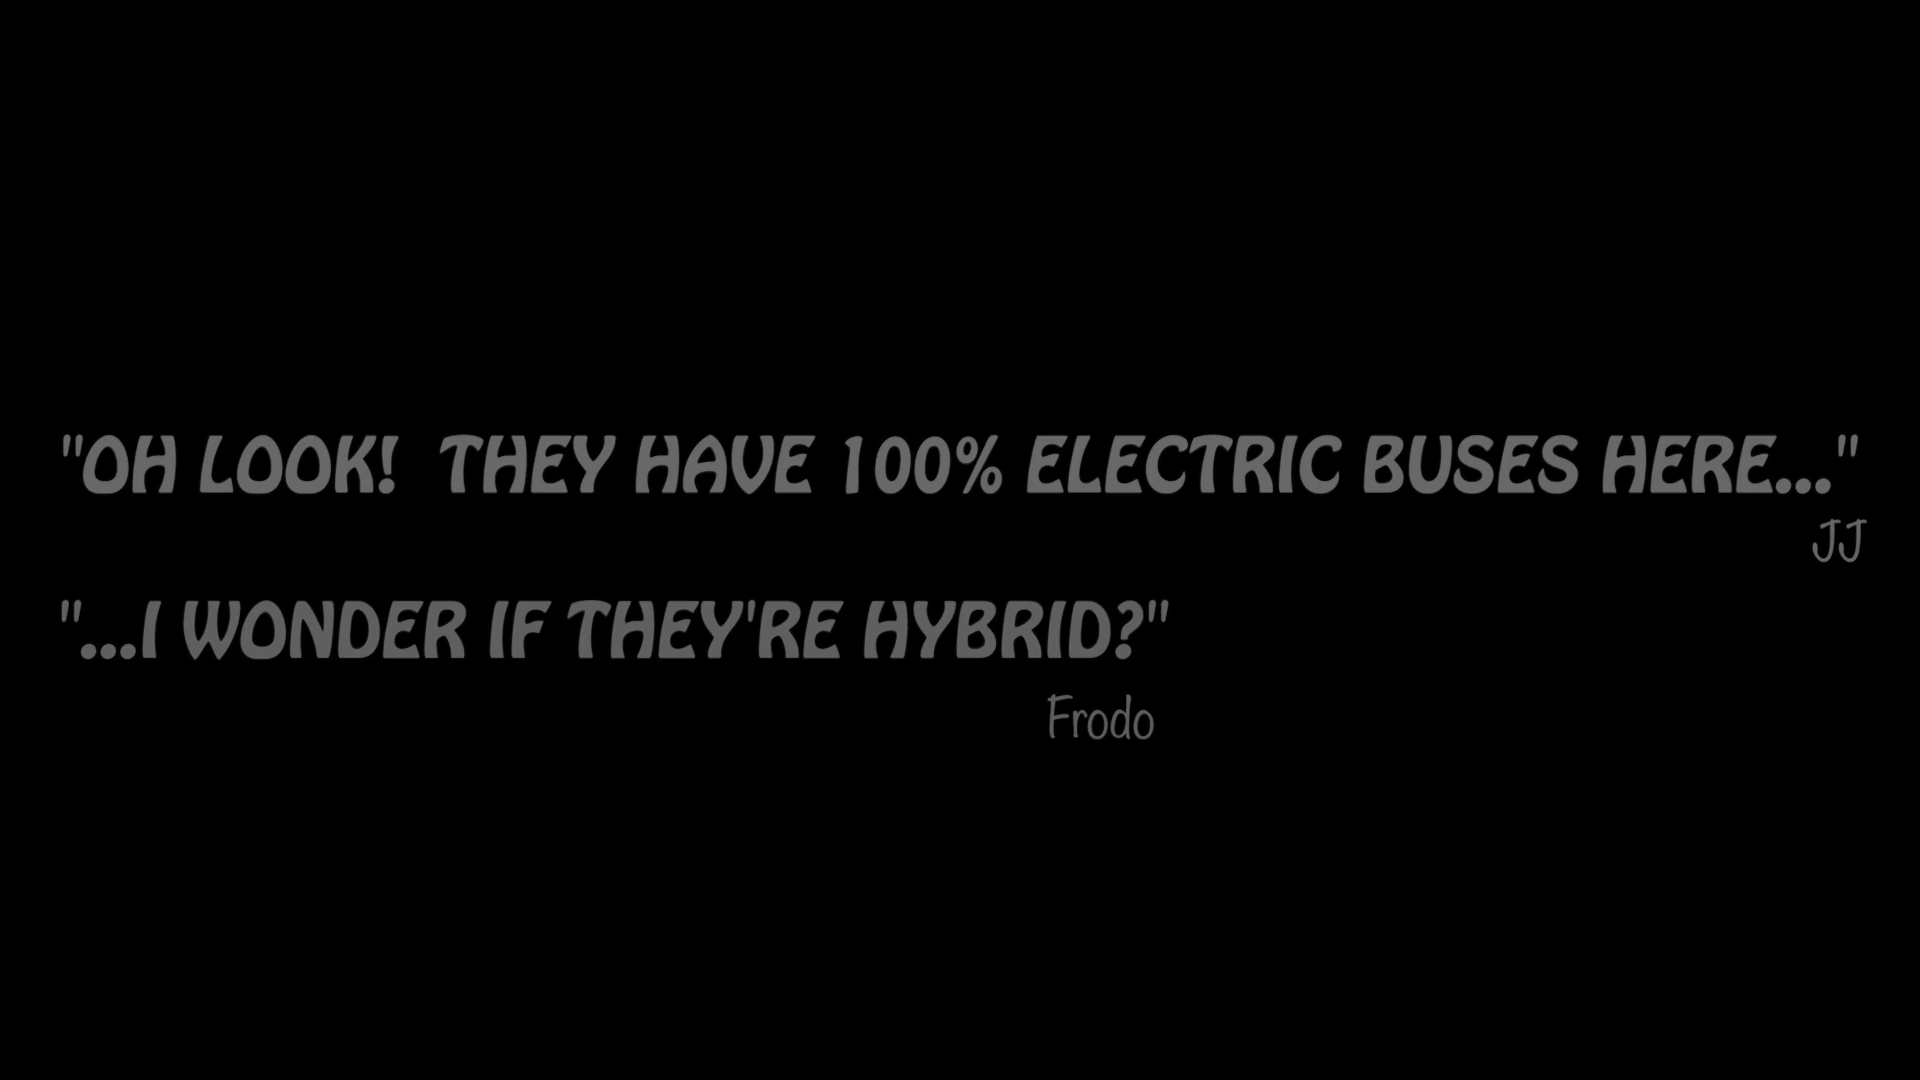 "OH LOOK!  THEY HAVE 100% ELECTRIC BUSES HERE..."
JJ
"...I WONDER IF THEY'RE HYBRID?"
Frodo